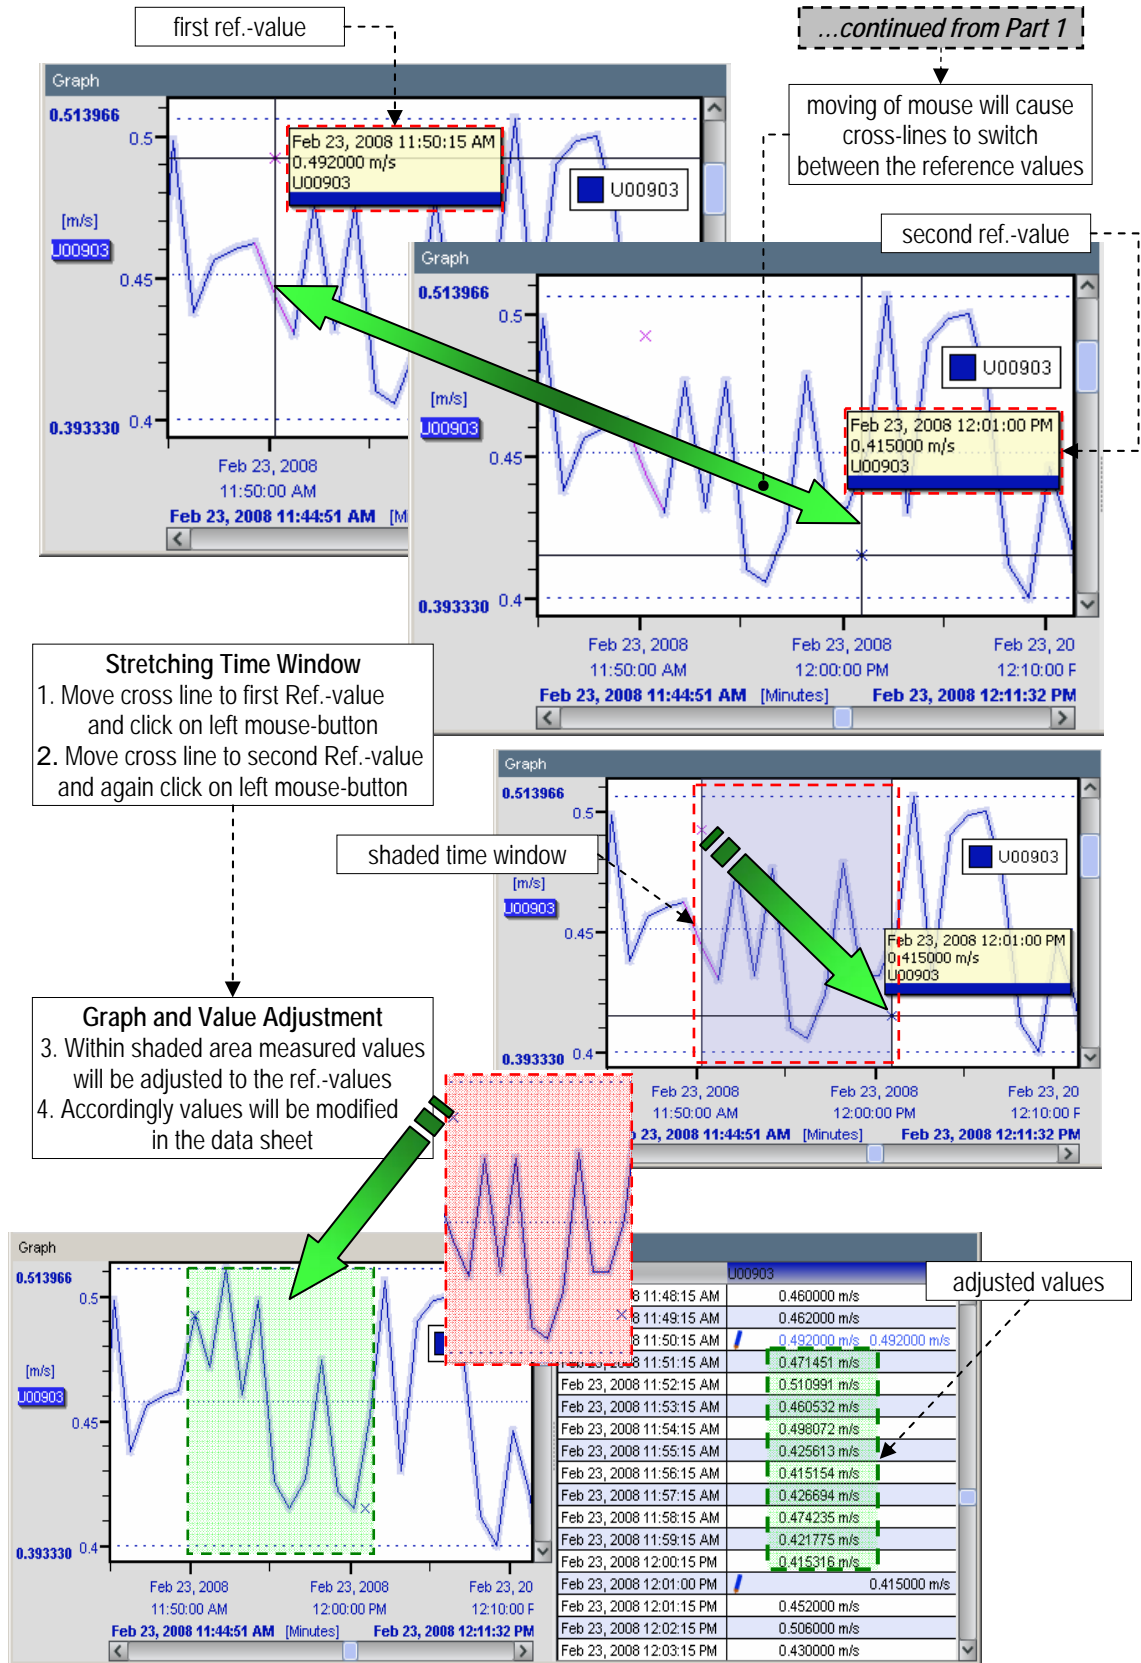 first ref.-value
...continued from Part 1
moving of mouse will cause
cross-lines to switch
between the reference values
Graph
0.513966
0.5
Feb 23, 2008 11:50:15 AM
0.492000 m/s
U00903
U00903
[m/s]
U00903
0.45
0.393330
0.4
Feb 23, 2008
11:50:00 AM
Feb 23, 2008 11:44:51 AM [M
second ref.-value
Graph
0.513966
0.5
U00903
[m/s]
U00903
Feb 23, 2008 12:01:00 PM
0.415000 m/s
U00903
0.45
0.393330
0.4
Feb 23, 2008
11:50:00 AM
Feb 23, 2008
12:00:00 PM
Feb 23, 20
12:10:00 F
Feb 23, 2008 11:44:51 AM [Minutes] Feb 23, 2008 12:11:32 PM
Stretching Time Window
1. Move cross line to first Ref.-value
and click on left mouse-button
2. Move cross line to second Ref.-value
and again click on left mouse-button
Graph
0.513966
0.5
shaded time window
U00903
[m/s]
U00903
0.45
Feb 23, 2008 12:01:00 PM
0.415000 m/s
U00903
0.393330
0.4
Feb 23, 2008
11:50:00 AM
Feb 23, 2008
12:00:00 PM
Feb 23, 20
12:10:00 F
23, 2008 11:44:51 AM [Minutes] Feb 23, 2008 12:11:32 PM
Graph and Value Adjustment
3. Within shaded area measured values
will be adjusted to the ref.-values
4. Accordingly values will be modified
in the data sheet
Graph
0.513966
0.5
[m/s]
U00903
0.45
0.393330
0.4
Feb 23, 2008
11:50:00 AM
Feb 23, 2008
12:00:00 PM
Feb 23, 20
12:10:00 F
Feb 23, 2008 11:44:51 AM [Minutes] Feb 23, 2008 12:11:32 PM
adjusted values
U00903
8 11:48:15 AM 0.460000 m/s
8 11:49:15 AM 0.462000 m/s
8 11:50:15 AM 0.492000 m/s 0.492000 m/s
2008 11:51:15 AM 0.471451 m/s
Feb 23, 2008 11:52:15 AM 0.510991 m/s
Feb 23, 2008 11:53:15 AM 0.460532 m/s
Feb 23, 2008 11:54:15 AM 0.498072 m/s
Feb 23, 2008 11:55:15 AM 0.425613 m/s
Feb 23, 2008 11:56:15 AM 0.415154 m/s
Feb 23, 2008 11:57:15 AM 0.426694 m/s
Feb 23, 2008 11:58:15 AM 0.474235 m/s
Feb 23, 2008 11:59:15 AM 0.421775 m/s
Feb 23, 2008 12:00:15 PM 0.415316 m/s
Feb 23, 2008 12:01:00 PM 0.415000 m/s
Feb 23, 2008 12:01:15 PM 0.452000 m/s
Feb 23, 2008 12:02:15 PM 0.506000 m/s
Feb 23, 2008 12:03:15 PM 0.430000 m/s